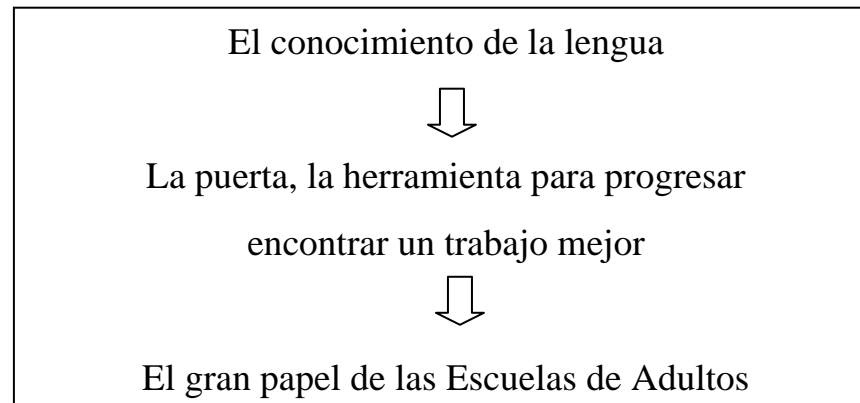 El conocimiento de la lengua
La puerta, la herramienta para progresar
encontrar un trabajo mejor
El gran papel de las Escuelas de Adultos